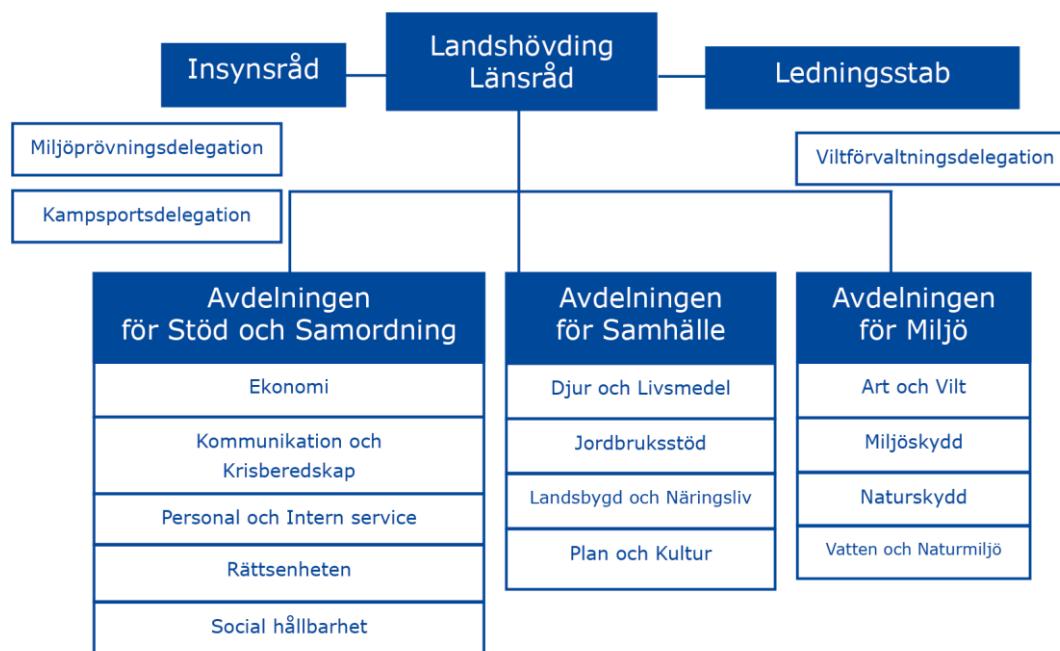 Insynsråd
Landshövding
Länsråd
Ledningsstab
Miljöprövningsdelegation
Viltförvaltningsdelegation
Kampsportsdelegation
Avdelningen
för Stöd och Samordning
Ekonomi
Kommunikation och
Krisberedskap
Personal och Intern service
Rättsenheten
Social hållbarhet
Avdelningen
för Samhälle
Djur och Livsmedel
Jordbruksstöd
Landsbygd och Näringsliv
Plan och Kultur
Avdelningen
för Miljö
Art och Vilt
Miljöskydd
Naturskydd
Vatten och Naturmiljö